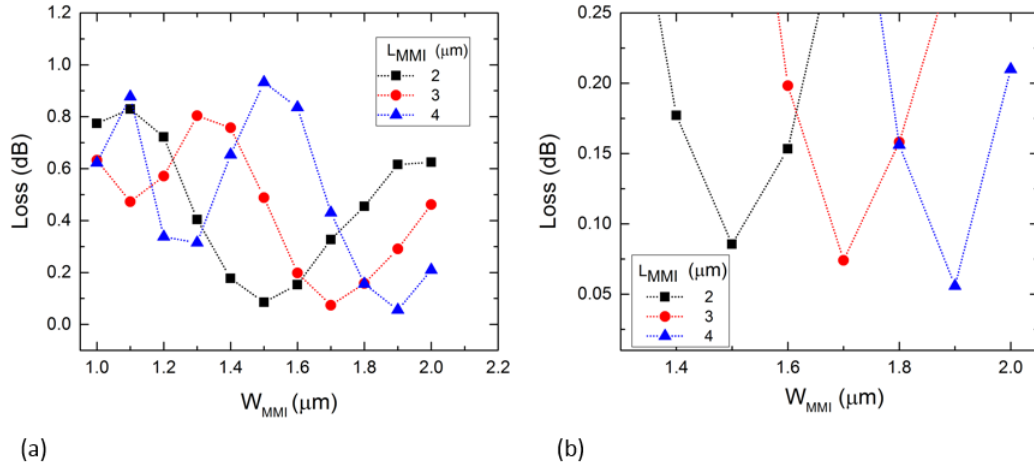 1.2
1.0
0.8
0.6
0.4
0.2
0.0
Loss (dB)
L_MMI (μm)
2
3
4
1.0 1.2 1.4 1.6 1.8 2.0 2.2
W_MMI (μm)
(a)
0.25
0.20
0.15
0.10
0.05
Loss (dB)
L_MMI (μm)
2
3
4
1.4 1.6 1.8 2.0
W_MMI (μm)
(b)